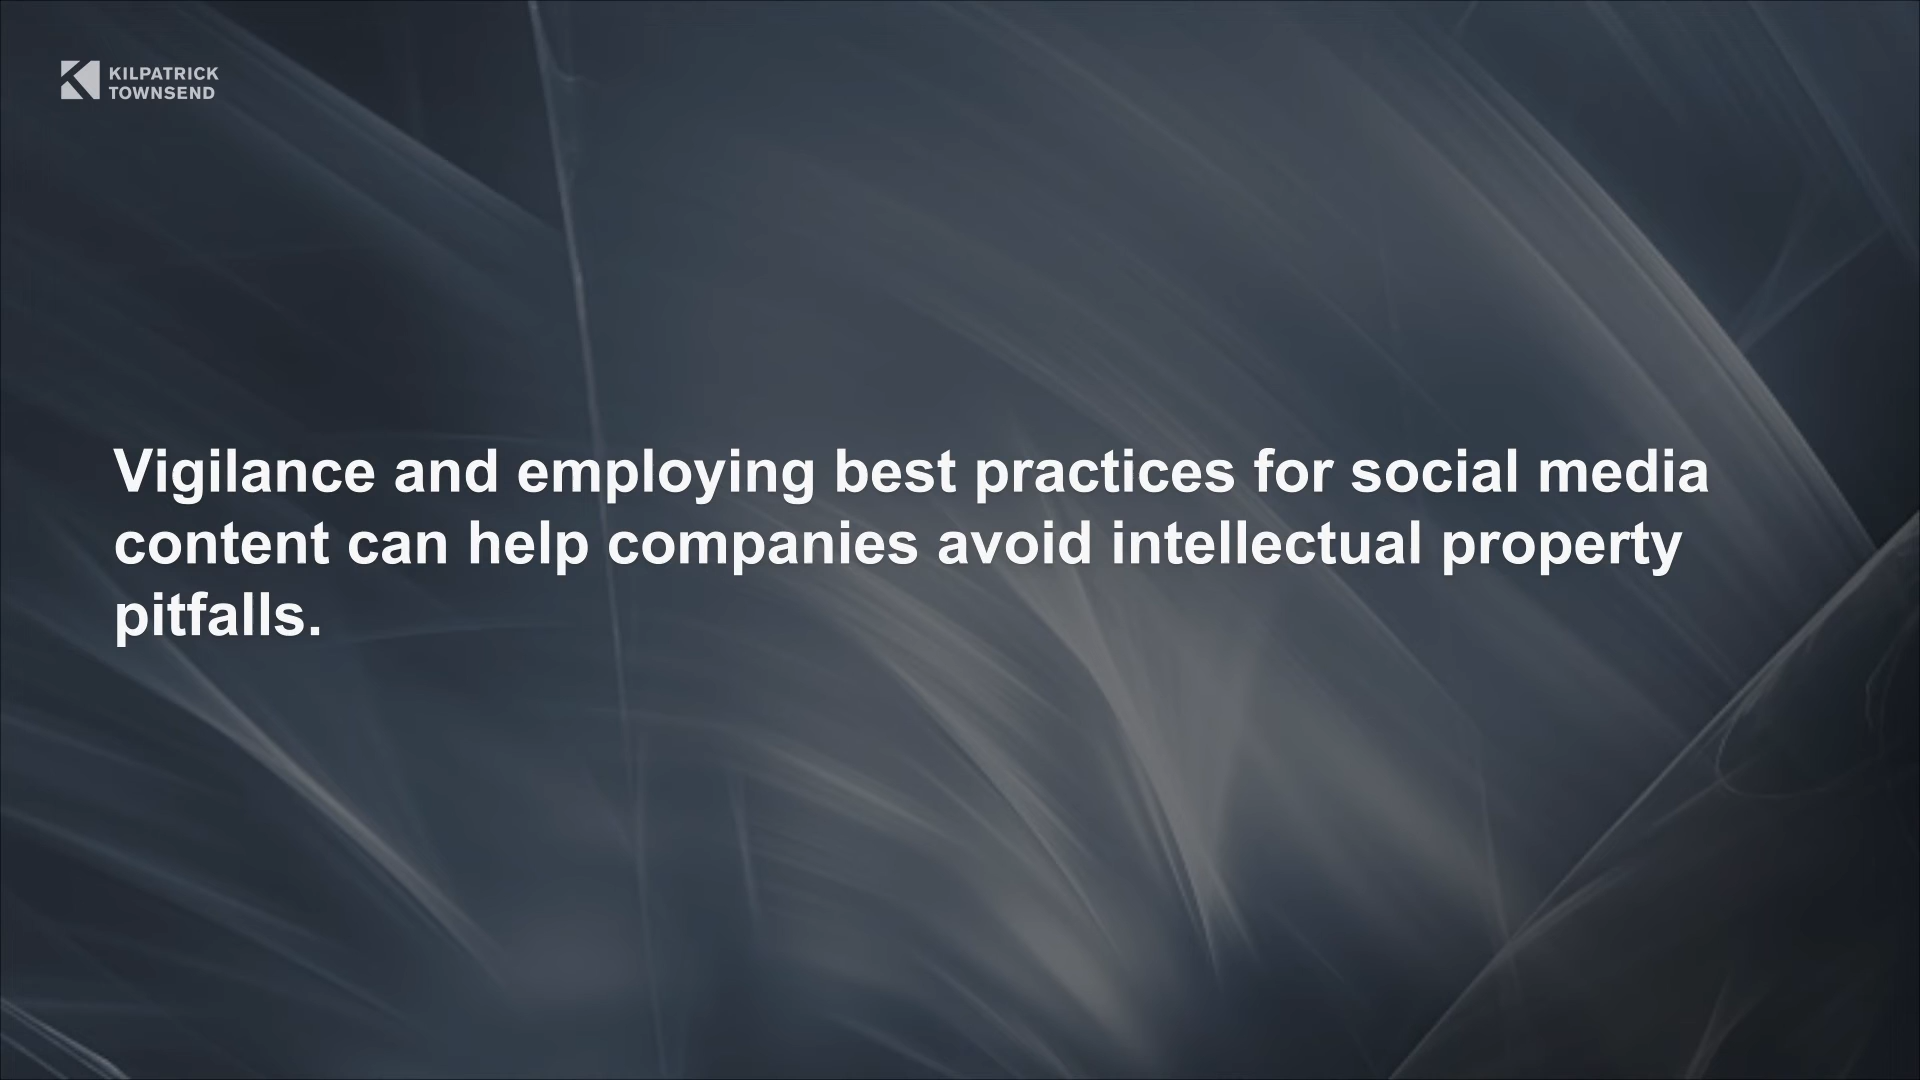 KILPATRICK
TOWNSEND
Vigilance and employing best practices for social media
content can help companies avoid intellectual property
pitfalls.